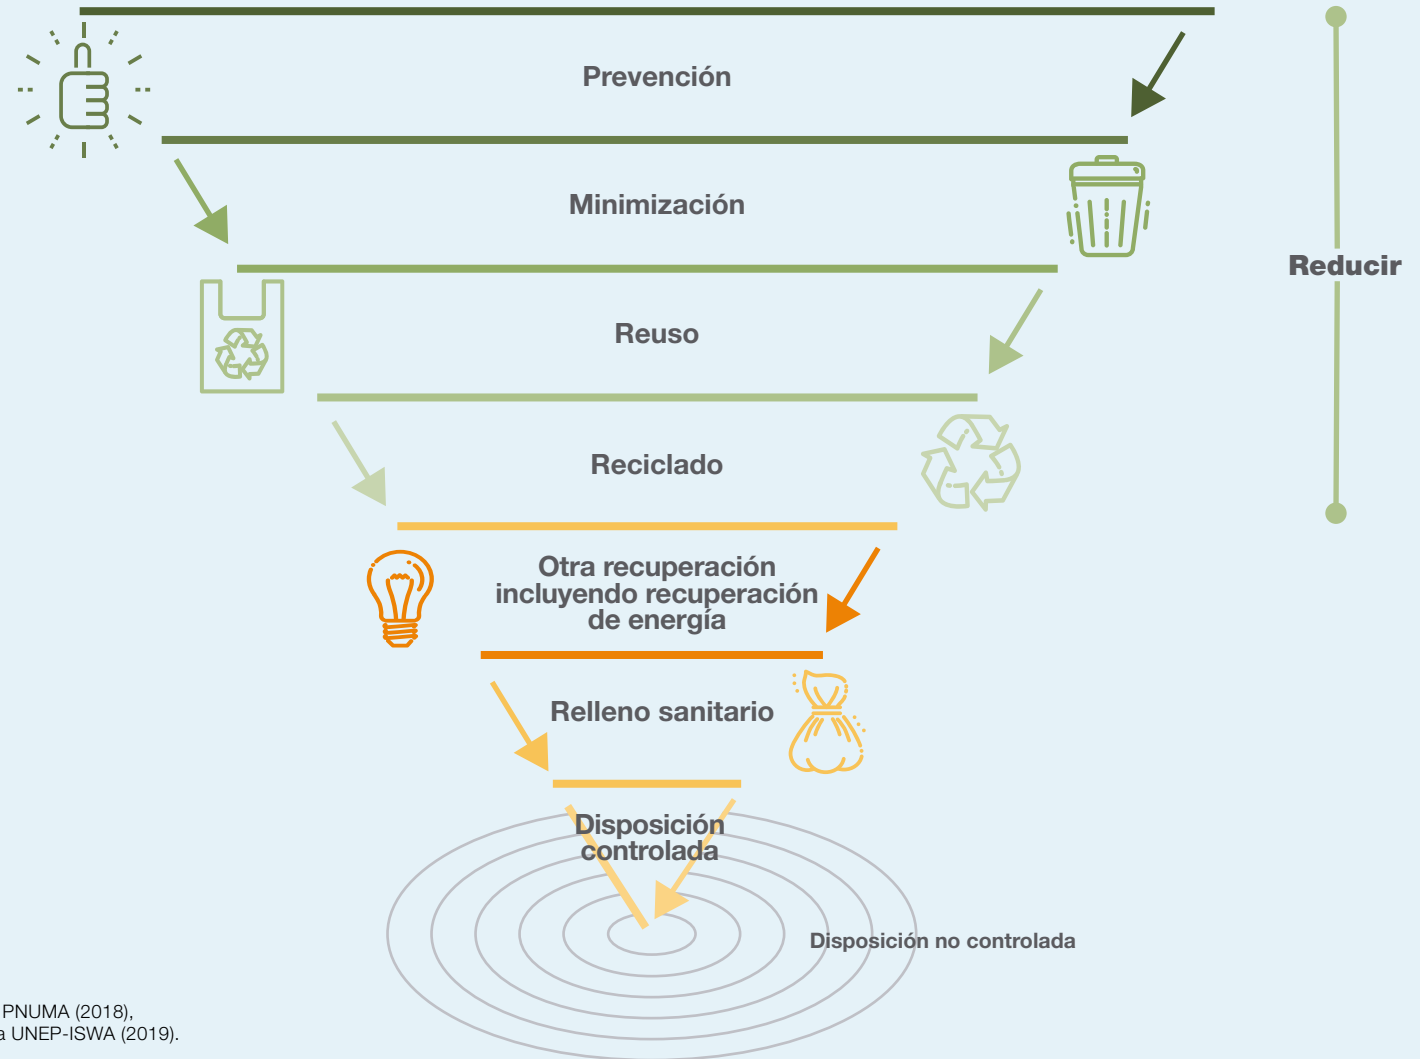 Prevención
Minimización
Reducir
Reuso
Reciclado
Otra recuperación
incluyendo recuperación
de energía
Relleno sanitario
Disposición
controlada
Disposición no controlada
PNUMA (2018),
a UNEP-ISWA (2019).